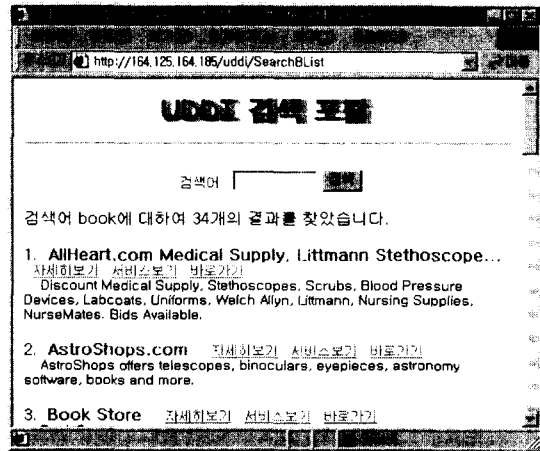 http://164.125.164.185/uddi/SearchBList
UDDI 검색 포탈
검색어
검색어 book에 대하여 34개의 결과를 찾았습니다.
1. AllHeart.com Medical Supply, Littmann Stethoscope...
자세히보기 서비스보기 바로가기
Discount Medical Supply, Stethoscopes, Scrubs, Blood Pressure
Devices, Labcoats, Uniforms, Welch Allyn, Littmann, Nursing Supplies,
NurseMates. Bids Available.
2. AstroShops.com 자세히보기 서비스보기 바로가기
AstroShops offers telescopes, binoculars, eyepieces, astronomy
software, books and more.
3. Book Store 자세히보기 서비스보기 바로가기